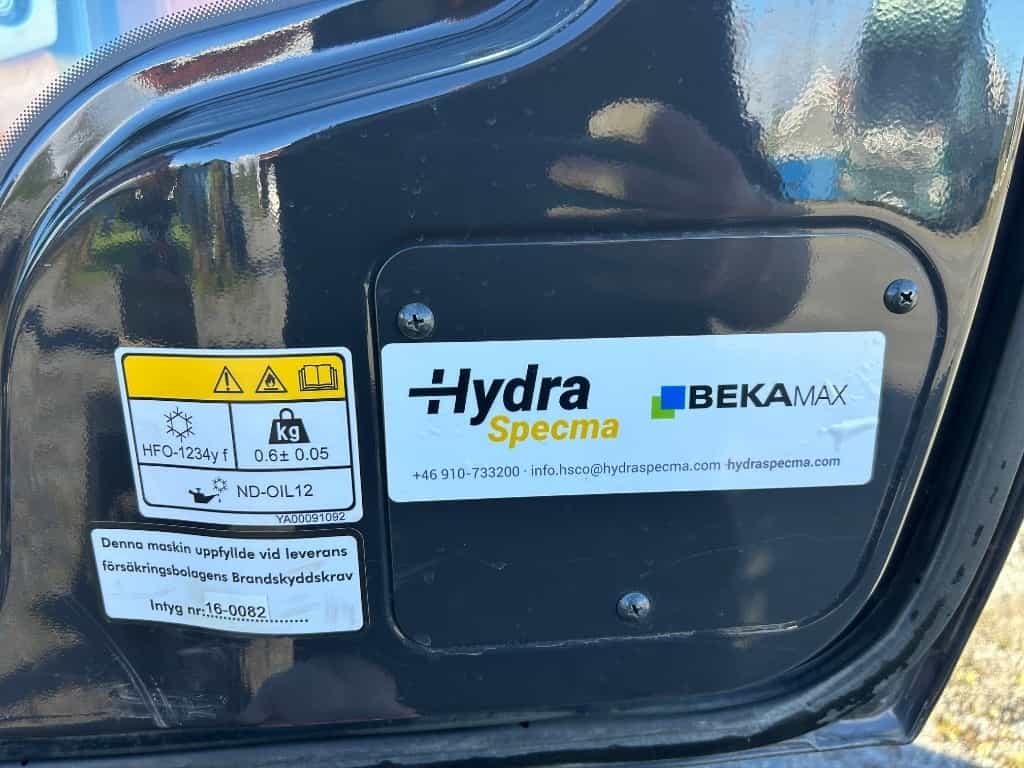 kg
HFO-1234y f
0.6± 0.05
ND-OIL12
YA00091092
Denna maskin uppfyllde vid leverans
försäkringsbolagens Brandskyddskrav
Intyg nr:16-0082
Hydra
Specma
BEKAMAX
+46 910-733200 · info.hsco@hydraspecma.com · hydraspecma.com